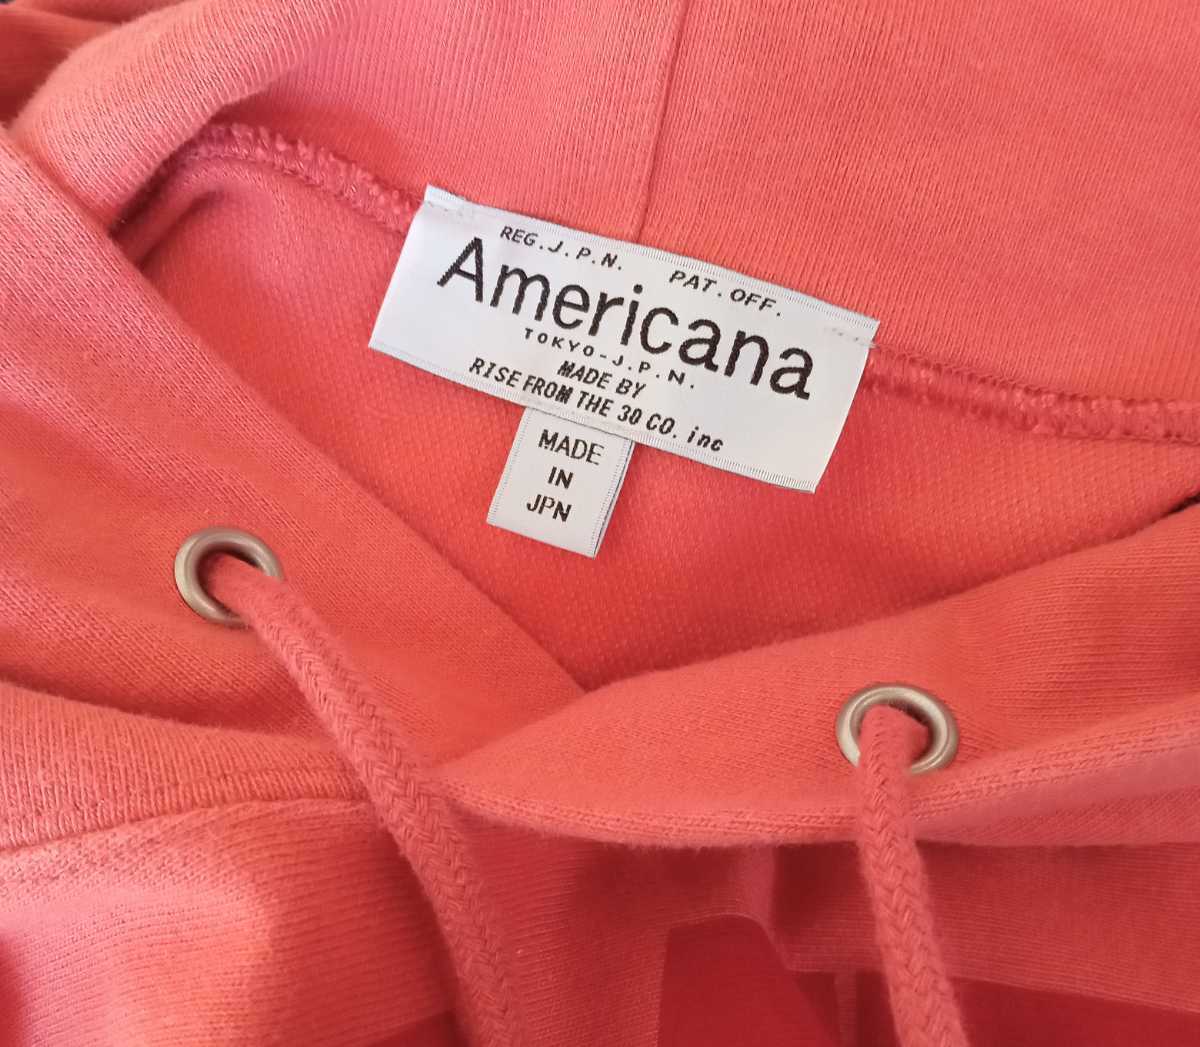 REG.J.P.N. PAT.OFF.
Americana
TOKYO-J.P.N.
MADE BY
RISE FROM THE 30 CO. inc
MADE
IN
JPN